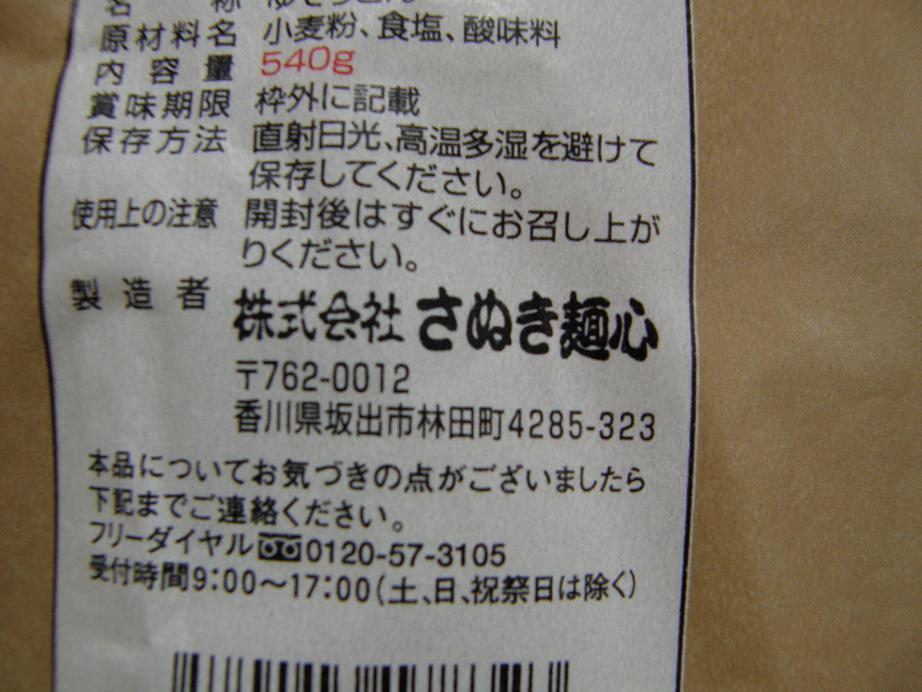 名 称 ゆでうどん
原材料名 小麦粉、食塩、酸味料
内容量 540g
賞味期限 枠外に記載
保存方法 直射日光、高温多湿を避けて
保存してください。
使用上の注意 開封後はすぐにお召し上が
りください。
製造者 株式会社 さぬき麺心
〒762-0012
香川県坂出市林田町4285-323
本品についてお気づきの点がございましたら
下記までご連絡ください。
フリーダイヤル 0120-57-3105
受付時間9:00～17:00(土、日、祝祭日は除く)